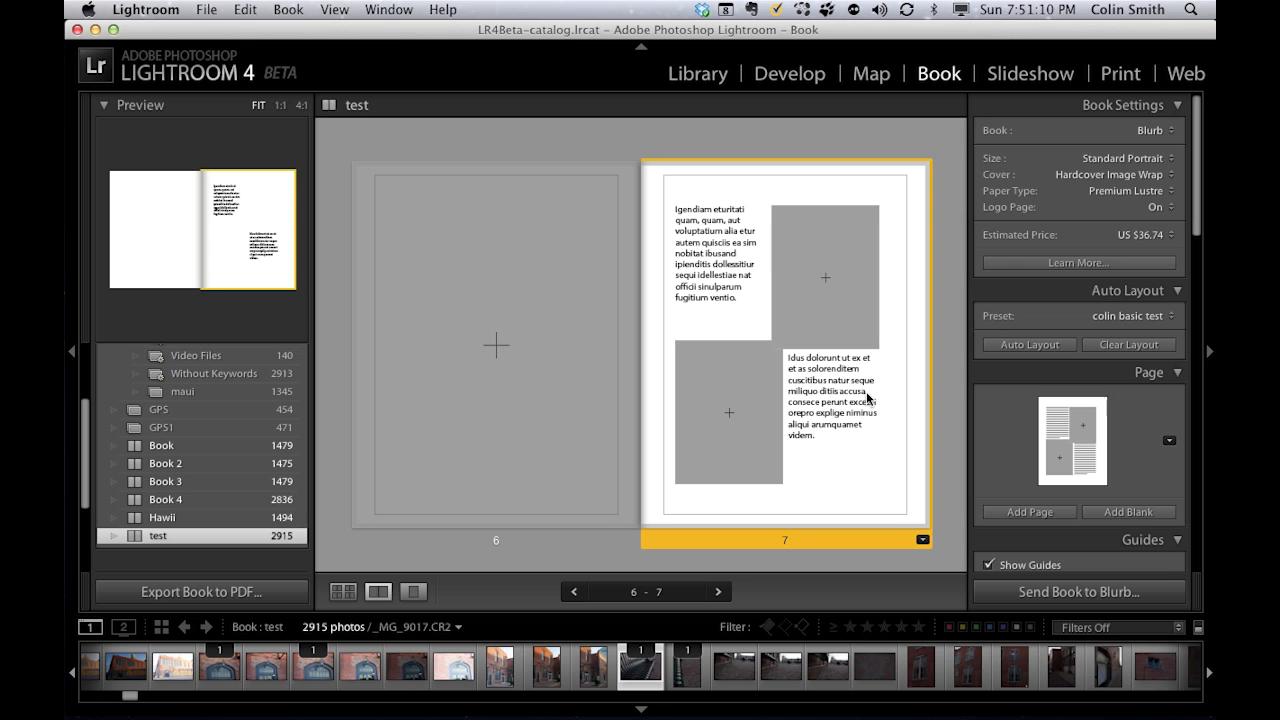 Lightroom File Edit Book View Window Help 8 Sun 7:51:10 PM Colin Smith
LR4Beta-catalog.lrcat – Adobe Photoshop Lightroom – Book
Lr ADOBE PHOTOSHOP
LIGHTROOM 4 BETA
Library | Develop | Map | Book | Slideshow | Print | Web
Preview FIT 1:1 4:1
test
Book Settings
Book : Blurb
Size : Standard Portrait
Cover : Hardcover Image Wrap
Paper Type: Premium Lustre
Logo Page: On
Estimated Price: US $36.74
Learn More...
Auto Layout
Preset: colin basic test
Auto Layout Clear Layout
Page
Add Page Add Blank
Guides
Show Guides
Send Book to Blurb...
Video Files 140
Without Keywords 2913
maui 1345
GPS 454
GPS1 471
Book 1479
Book 2 1475
Book 3 1481
Book 4 2836
Hawii 1494
test 2915
Export Book to PDF...
Igendiam eturitati
quam, quam, aut
voluptatium alia etur
autem quisciis ea sim
nobitat ibusand
ipienditis dollessitiur
sequi idellestiae nat
officii sinulparum
fugitium ventio.
Idus dolorunt ut ex et
et as solorenditem
cuscitibus natur seque
miliquo ditiis accusa
consece perunt
orepro explige niminus
aliqui arumquamet
videm.
6
7
6 - 7
1 2 Book : test 2915 photos / _MG_9017.CR2 Filter : Filters Off
1 1 1 1